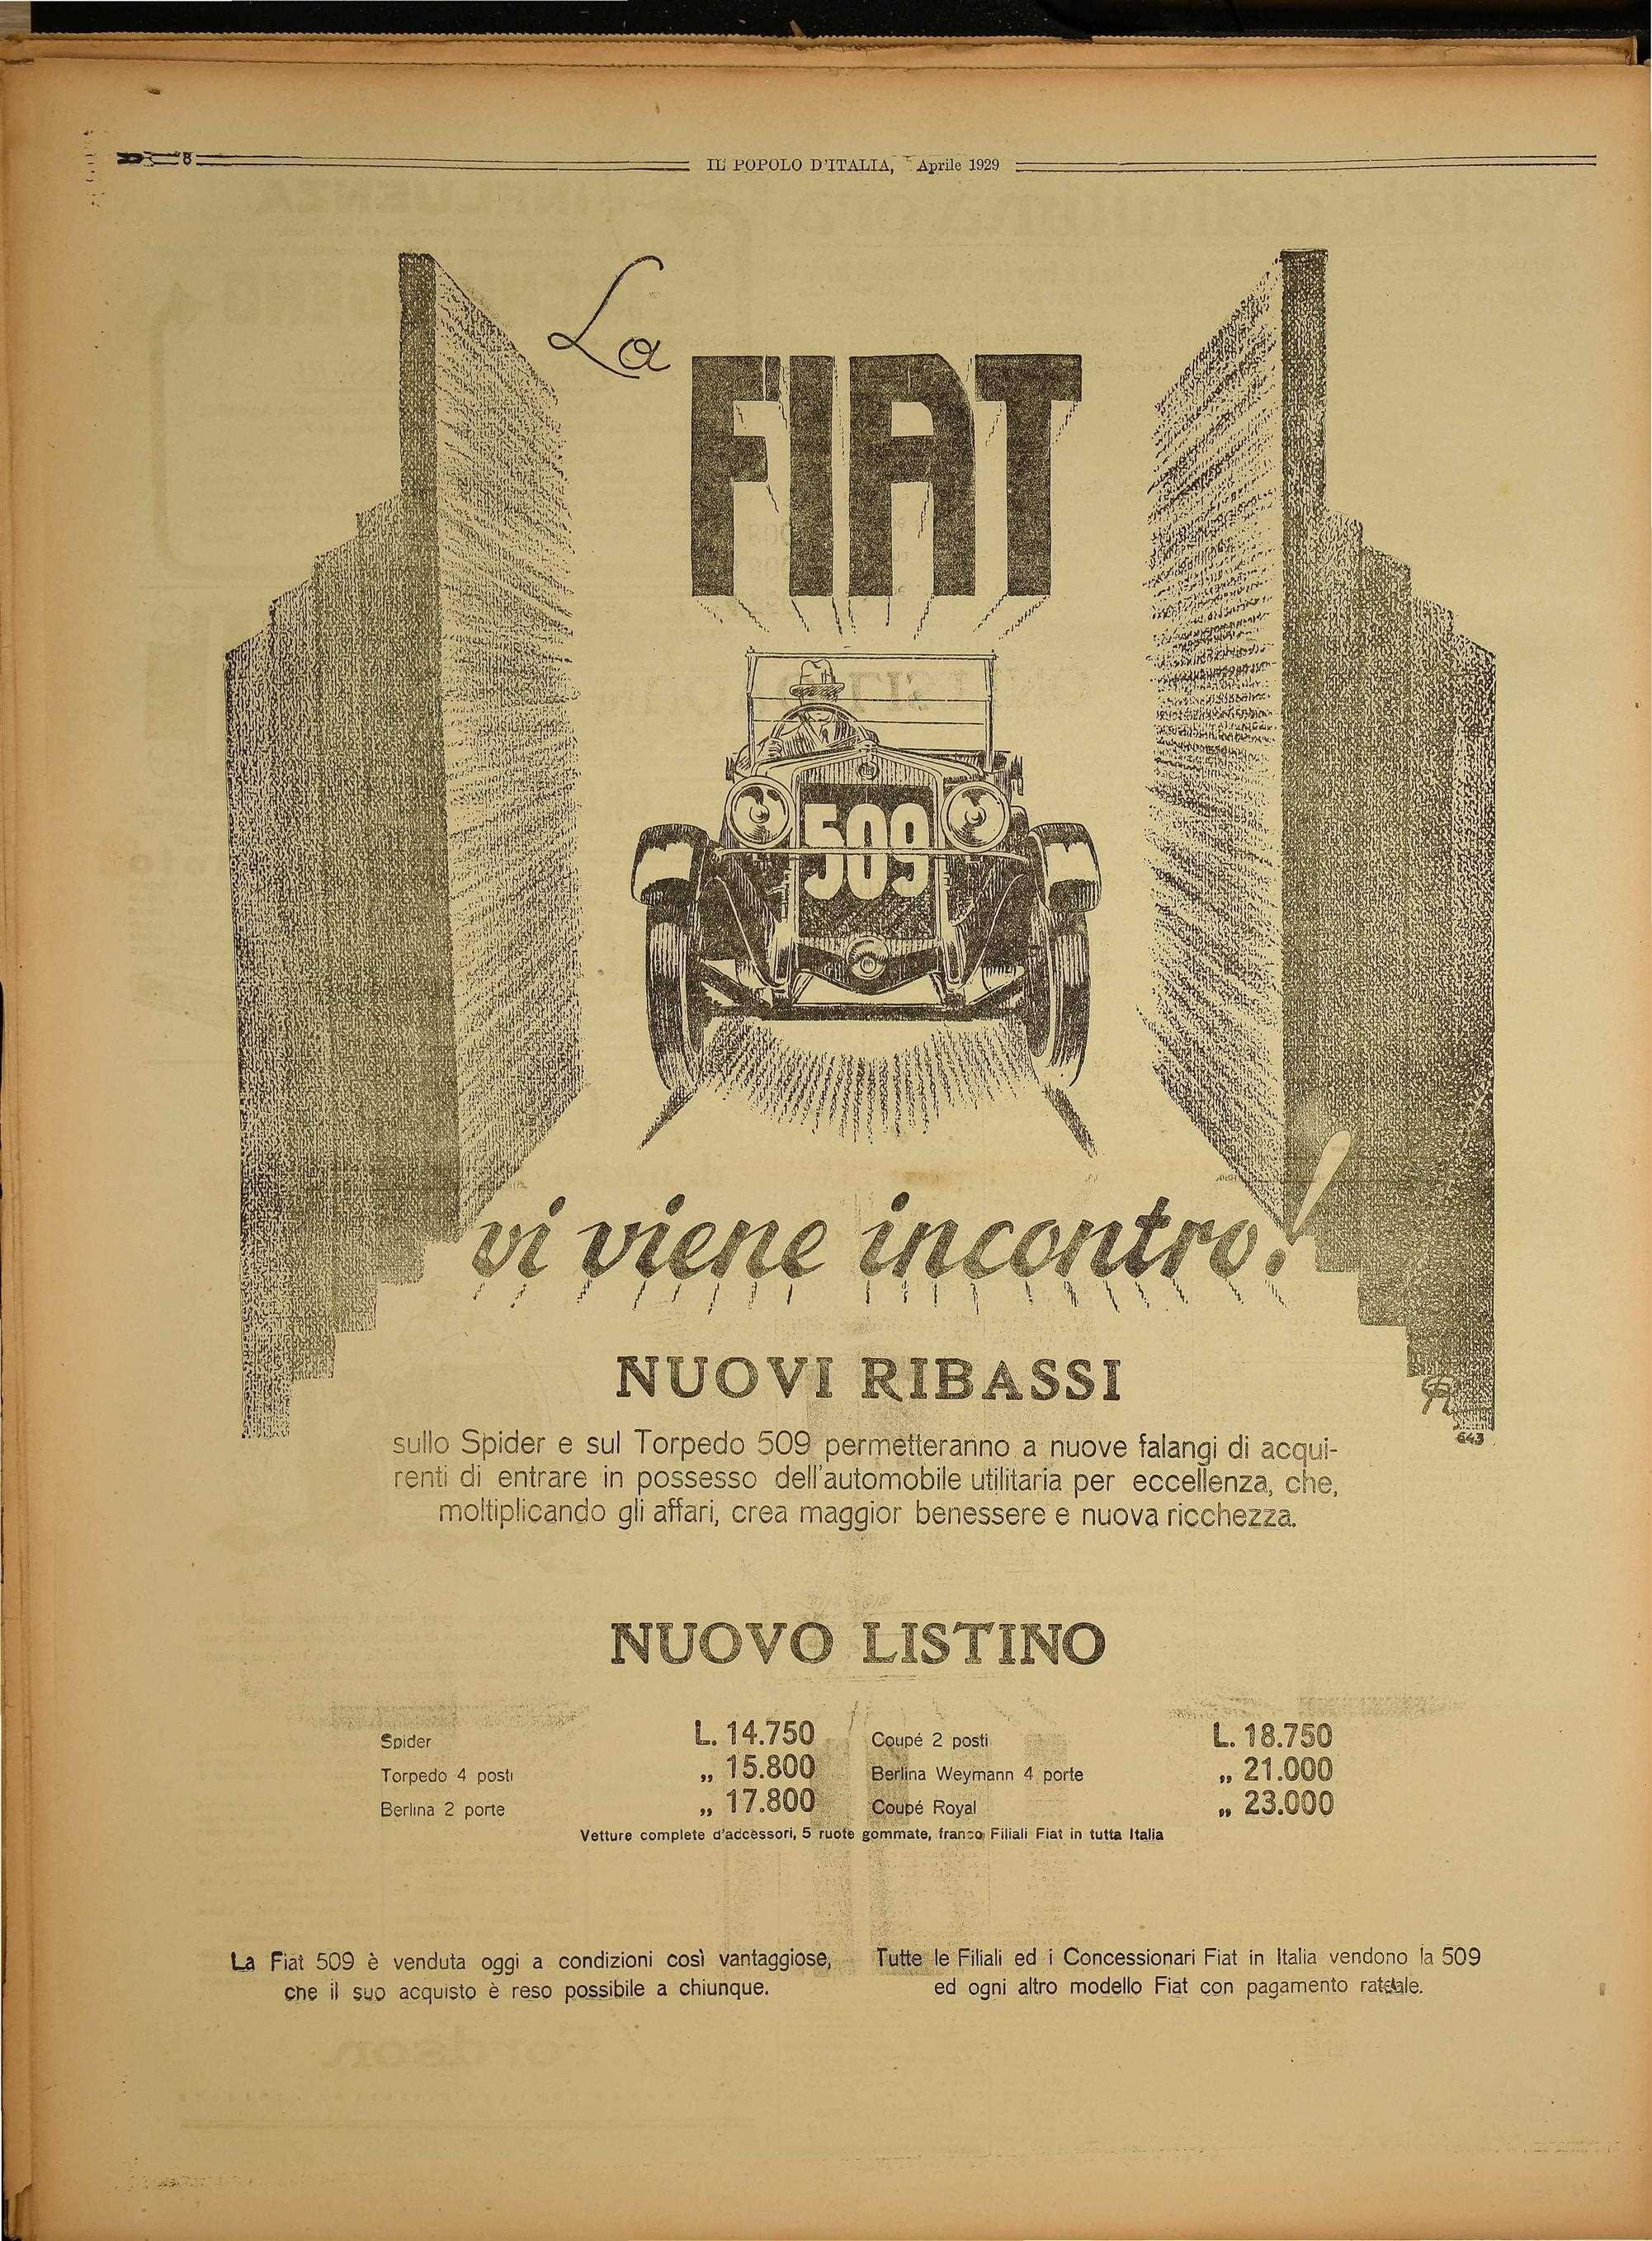 8
IL POPOLO D'ITALIA, Aprile 1929
La
FIAT
509
vi viene incontro!
NUOVI RIBASSI
sullo Spider e sul Torpedo 509 permetteranno a nuove falangi di acqui-
renti di entrare in possesso dell'automobile utilitaria per eccellenza, che,
moltiplicando gli affari, crea maggior benessere e nuova ricchezza.
643
NUOVO LISTINO
Spider L. 14.750 Coupé 2 posti L. 18.750
Torpedo 4 posti „ 15.800 Berlina Weymann 4 porte „ 21.000
Berlina 2 porte „ 17.800 Coupé Royal „ 23.000
Vetture complete d'accessori, 5 ruote gommate, franco Filiali Fiat in tutta Italia
La Fiat 509 è venduta oggi a condizioni così vantaggiose,
che il suo acquisto è reso possibile a chiunque.
Tutte le Filiali ed i Concessionari Fiat in Italia vendono la 509
ed ogni altro modello Fiat con pagamento rateale.